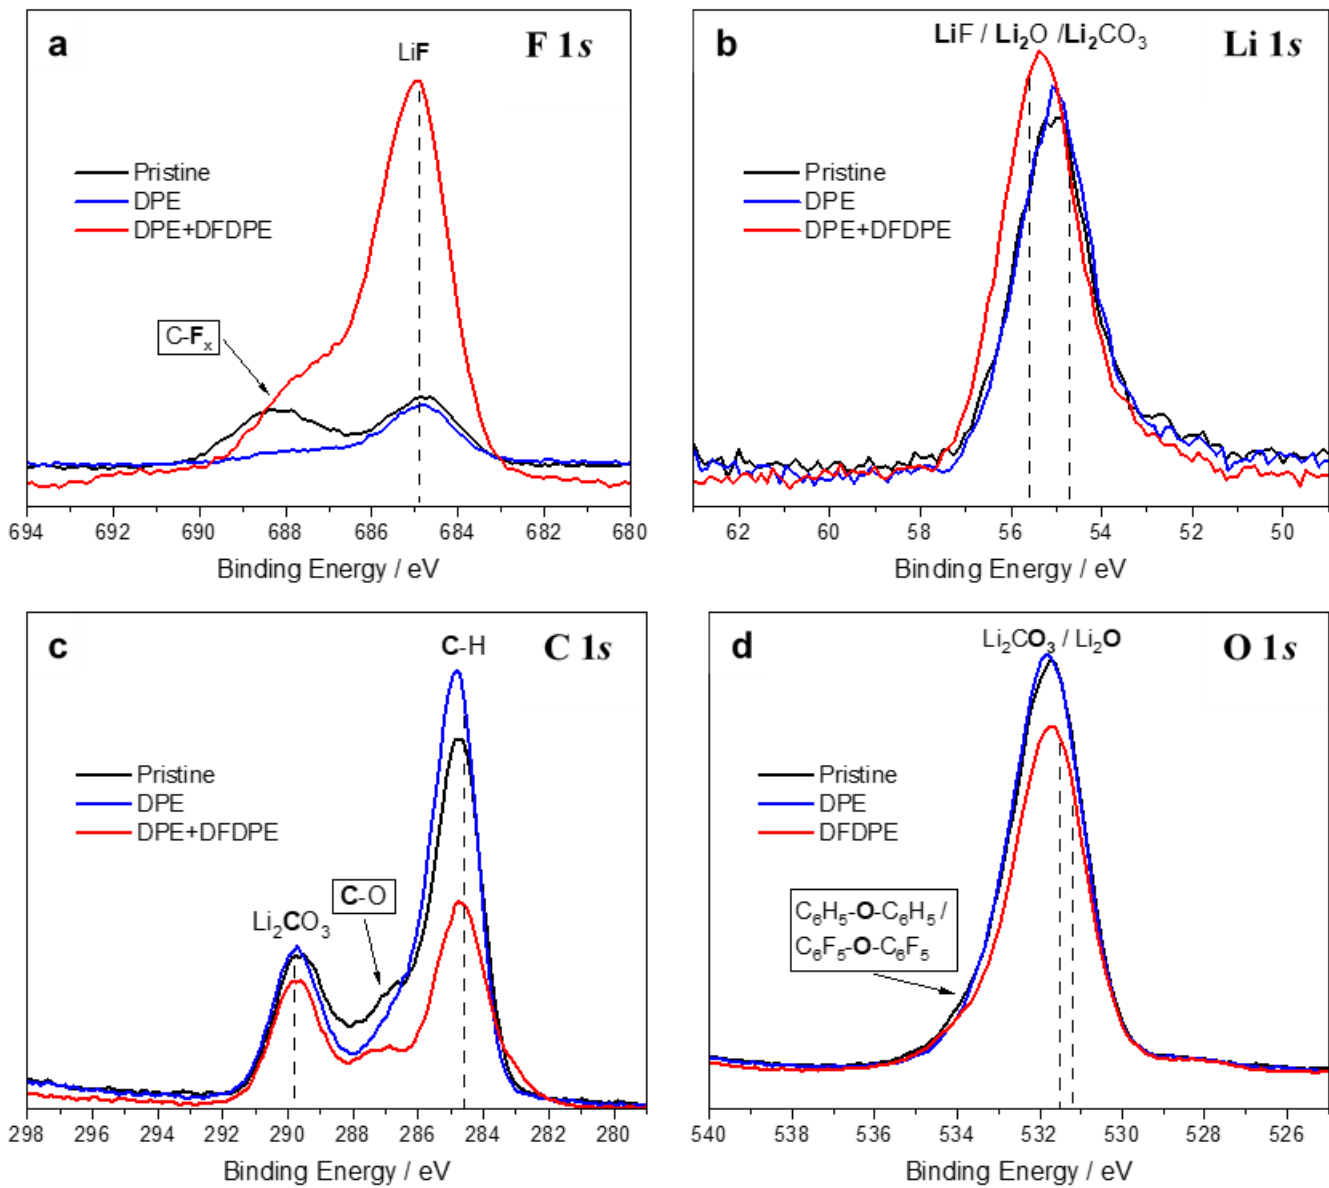 a
F 1s
LiF
Pristine
DPE
DPE+DFDPE
C-Fₓ
694 692 690 688 686 684 682 680
Binding Energy / eV
b
LiF / Li₂O /Li₂CO₃
Li 1s
Pristine
DPE
DPE+DFDPE
62 60 58 56 54 52 50
Binding Energy / eV
c
C-H
C 1s
Pristine
DPE
DPE+DFDPE
C-O
Li₂CO₃
298 296 294 292 290 288 286 284 282 280
Binding Energy / eV
d
Li₂CO₃ / Li₂O
O 1s
Pristine
DPE
DFDPE
C₆H₅-O-C₆H₅ /
C₆F₅-O-C₆F₅
540 538 536 534 532 530 528 526
Binding Energy / eV